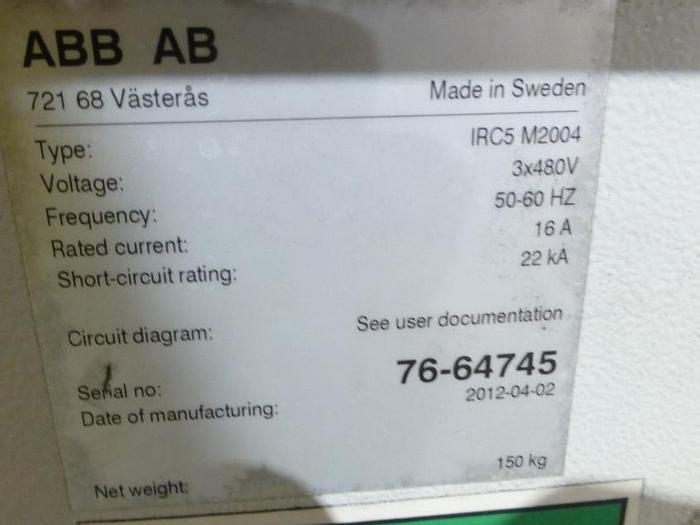 ABB AB
721 68 Västerås Made in Sweden
Type: IRC5 M2004
Voltage: 3x480V
Frequency: 50-60 HZ
Rated current: 16 A
Short-circuit rating: 22 kA
Circuit diagram: See user documentation
Serial no: 76-64745
Date of manufacturing: 2012-04-02
Net weight: 150 kg